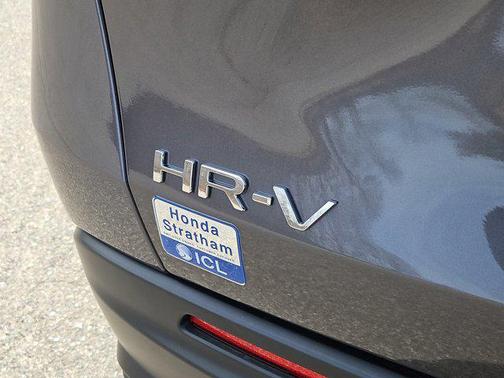 HR-V
Honda
Stratham
ICL